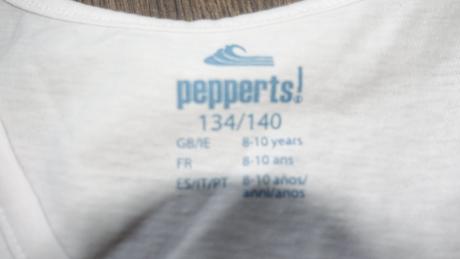 pepperts!
134/140
GB/IE 8-10 years
FR 8-10 ans
ES/IT/PT 8-10 años/
anni/anos